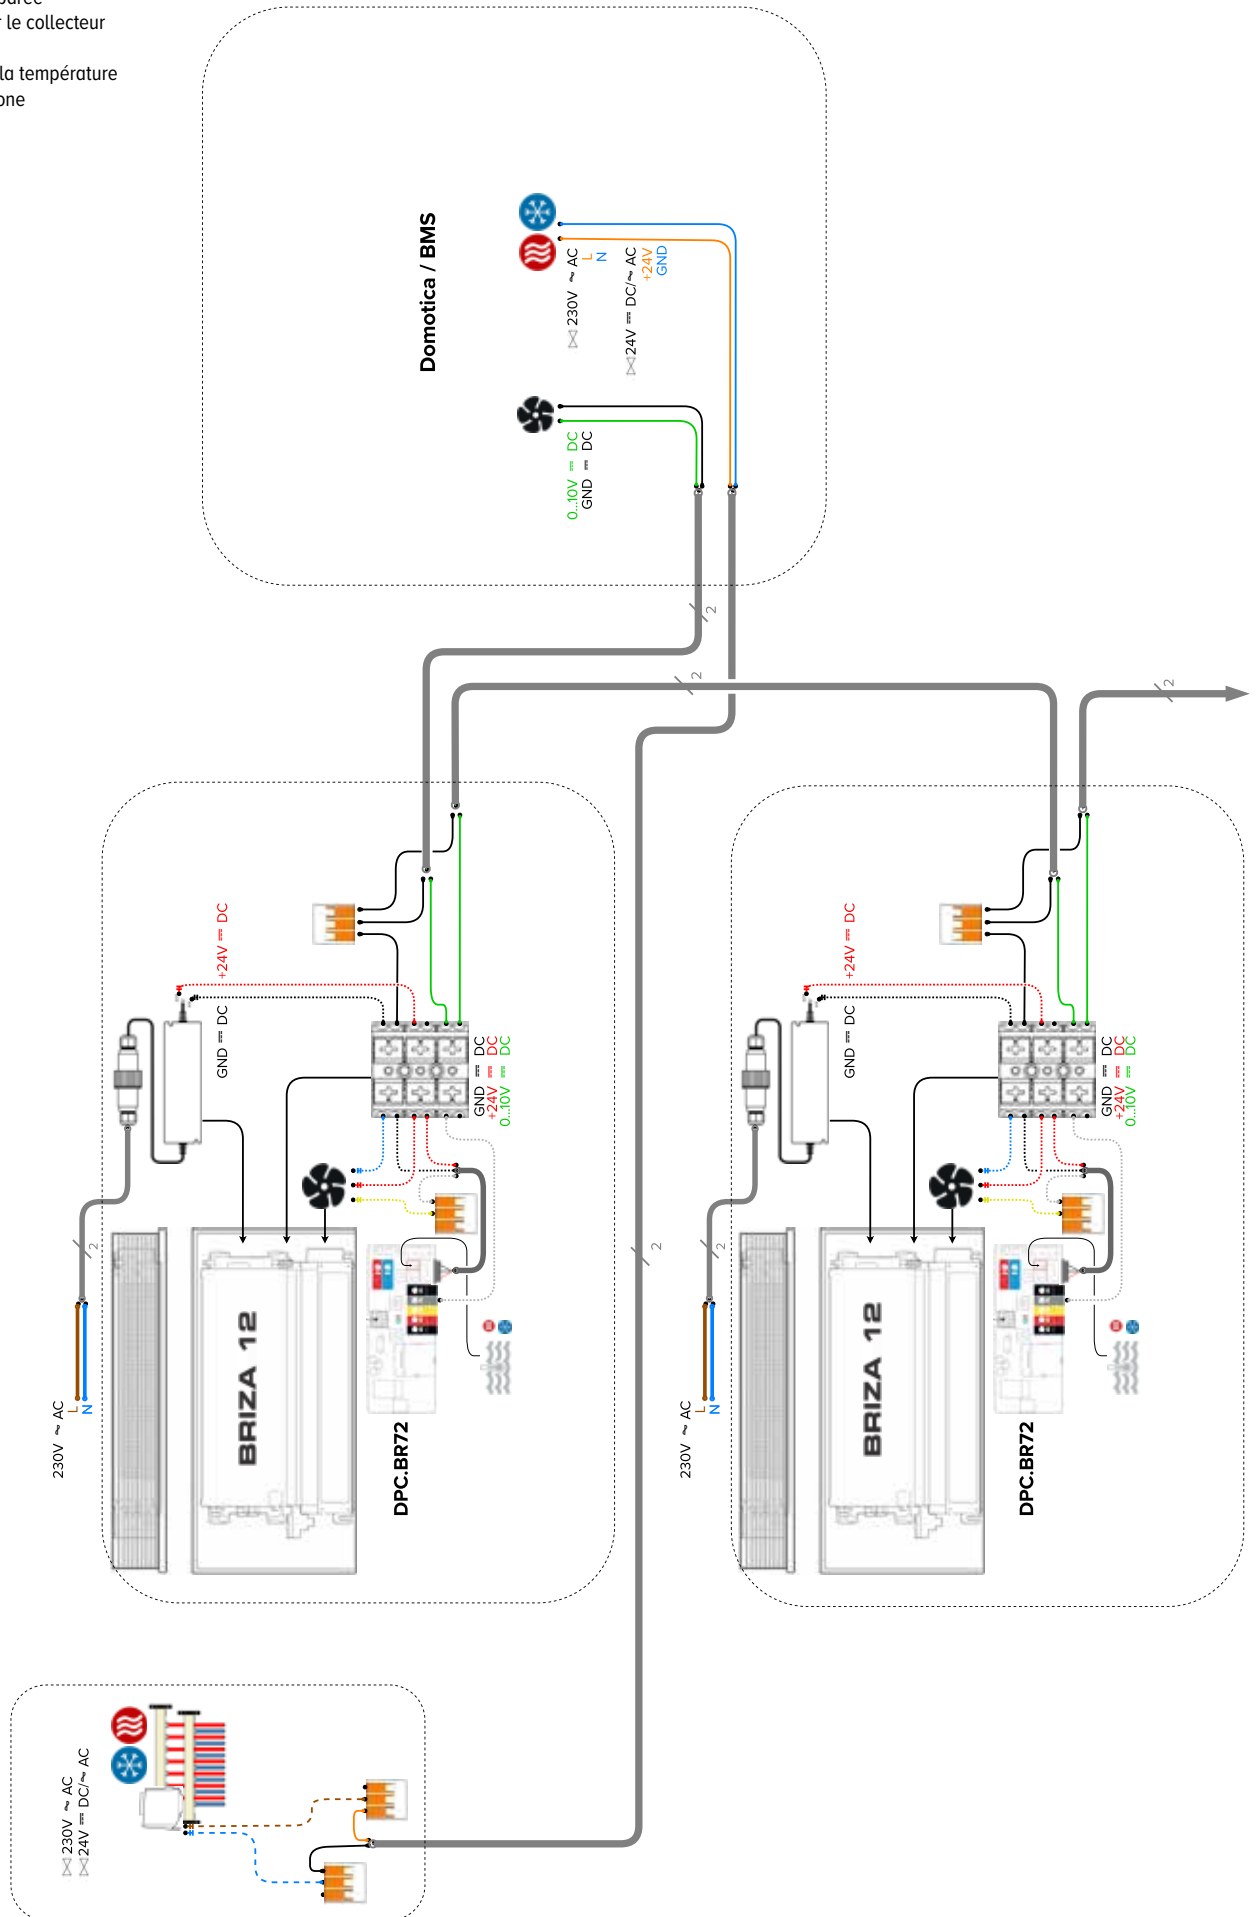 parée
r le collecteur
la température
one
Domotica / BMS
230V ~ AC
L
N
24V ⎓ DC/~ AC
+24V
GND
0...10V ⎓ DC
GND ⎓ DC
2
2
2
2
+24V ⎓ DC
GND ⎓ DC
GND ⎓ DC
+24V ⎓ DC
0...10V ⎓ DC
2
230V ~ AC
L
N
BRIZA 12
DPC.BR72
+24V ⎓ DC
GND ⎓ DC
GND ⎓ DC
+24V ⎓ DC
0...10V ⎓ DC
2
230V ~ AC
L
N
BRIZA 12
DPC.BR72
230V ~ AC
24V ⎓ DC/~ AC